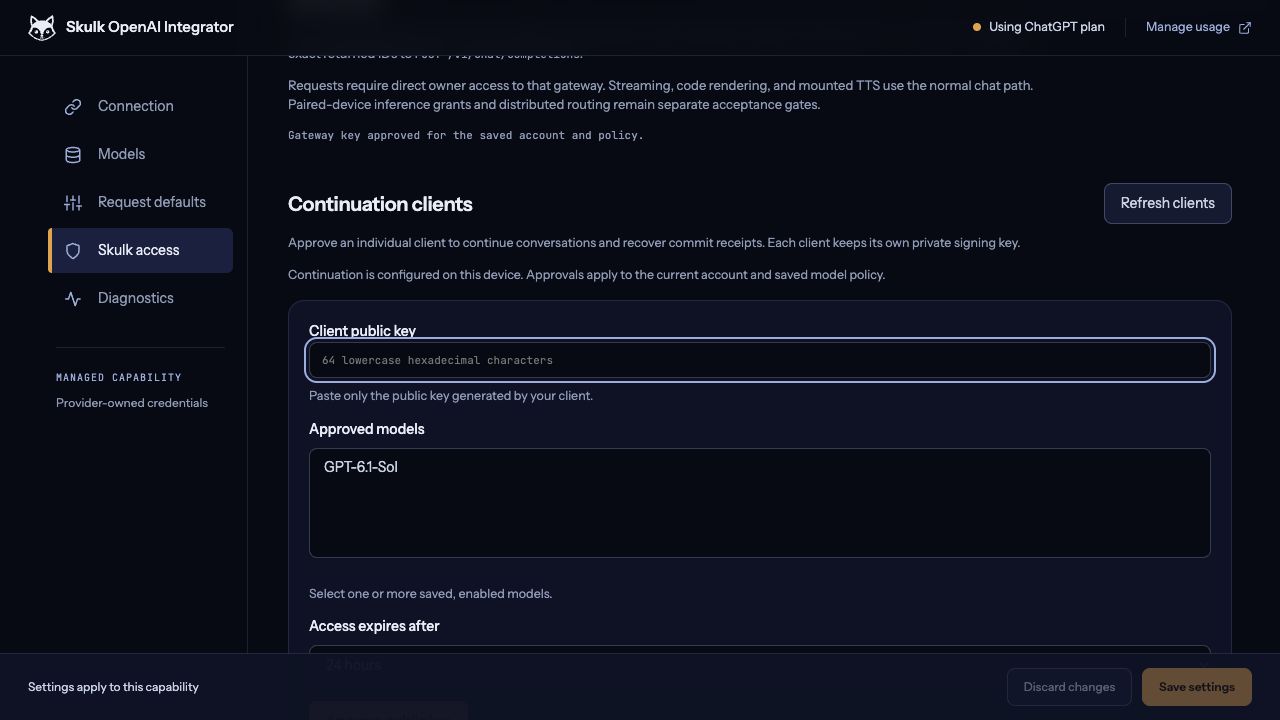 Skulk OpenAI Integrator
Using ChatGPT plan
Manage usage
Connection
Models
Request defaults
Skulk access
Diagnostics
MANAGED CAPABILITY
Provider-owned credentials
Requests require direct owner access to that gateway. Streaming, code rendering, and mounted TTS use the normal chat path.
Paired-device inference grants and distributed routing remain separate acceptance gates.
Gateway key approved for the saved account and policy.
Continuation clients
Refresh clients
Approve an individual client to continue conversations and recover commit receipts. Each client keeps its own private signing key.
Continuation is configured on this device. Approvals apply to the current account and saved model policy.
Client public key
64 lowercase hexadecimal characters
Paste only the public key generated by your client.
Approved models
GPT-6.1-Sol
Select one or more saved, enabled models.
Access expires after
24 hours
Settings apply to this capability
Discard changes
Save settings